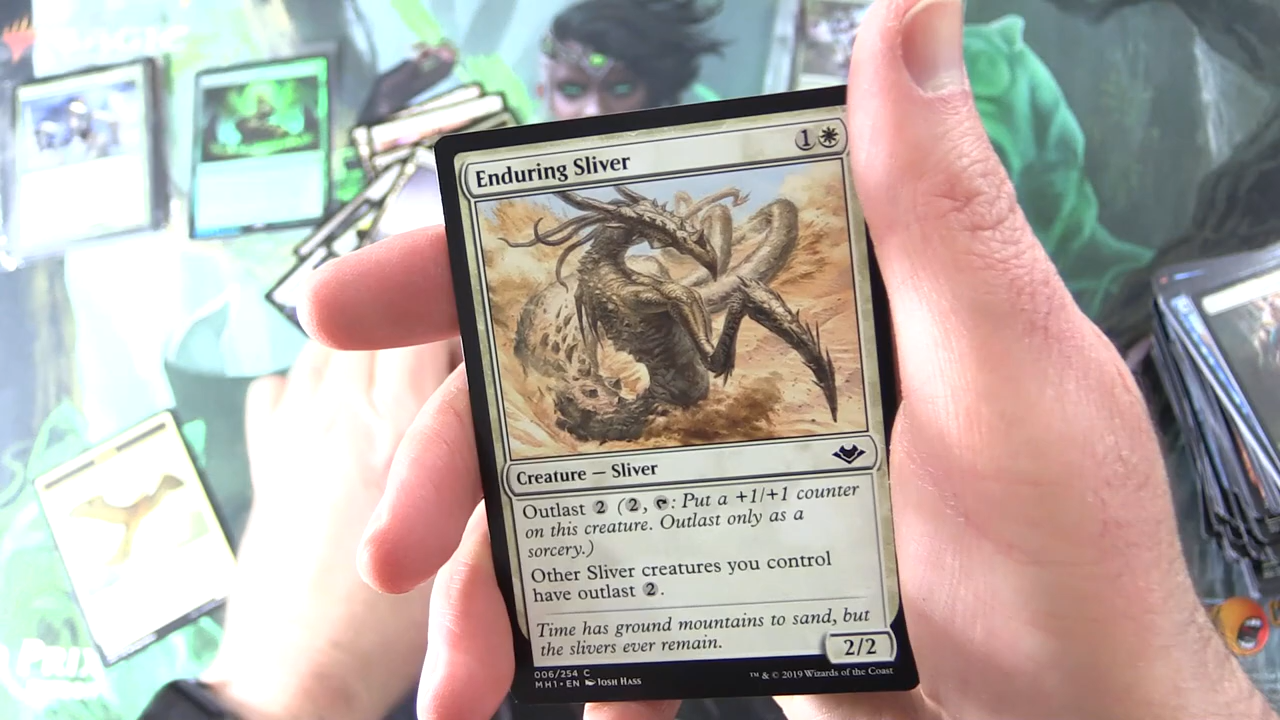 Enduring Sliver
1
Creature — Sliver
Outlast 2 (2, : Put a +1/+1 counter
on this creature. Outlast only as a
sorcery.)
Other Sliver creatures you control
have outlast 2.
Time has ground mountains to sand, but
the slivers ever remain.
2/2
006/254 C
MH1 • EN Josh Hass
™ & © 2019 Wizards of the Coast